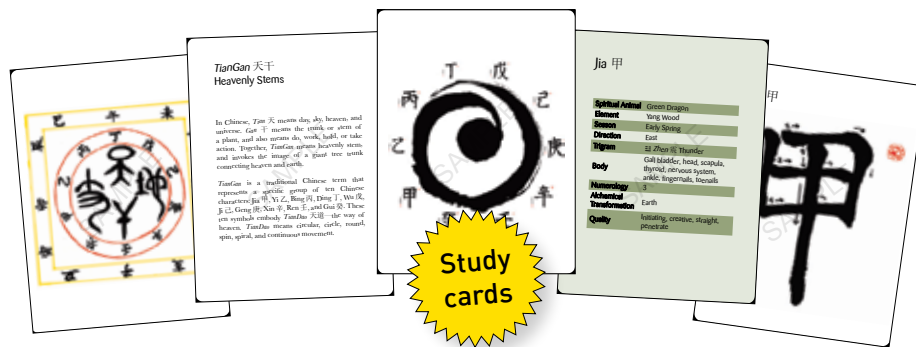 巳 午 未
TianGan 天干
Heavenly Stems
In Chinese, Tian 天 means day, sky, heaven, and
universe. Gan 干 means the trunk or stem of
a plant, and also means do, work, hold, or take
action. Together, TianGan means heavenly stem,
and invokes the image of a giant tree trunk
connecting heaven and earth.
TianGan is a traditional Chinese term that
represents a specific group of ten Chinese
characters: Jia 甲, Yi 乙, Bing 丙, Ding 丁, Wu 戊,
Ji 己, Geng 庚, Xin 辛, Ren 壬, and Gui 癸. These
ten symbols embody TianDao 天道—the way of
heaven. TianDao means circular, circle, round,
spin, spiral, and continuous movement.
丁 戊
丙 己
庚
甲
Study
cards
Jia 甲
Spiritual Animal Green Dragon
Element Yang Wood
Season Early Spring
Direction East
Trigram ☳ Zhen 震 Thunder
Body Gall bladder, head, scapula,
thyroid, nervous system,
ankle, fingernails, toenails
Numerology 3
Alchemical
Transformation Earth
Quality Initiating, creative, straight,
penetrate
甲
甲